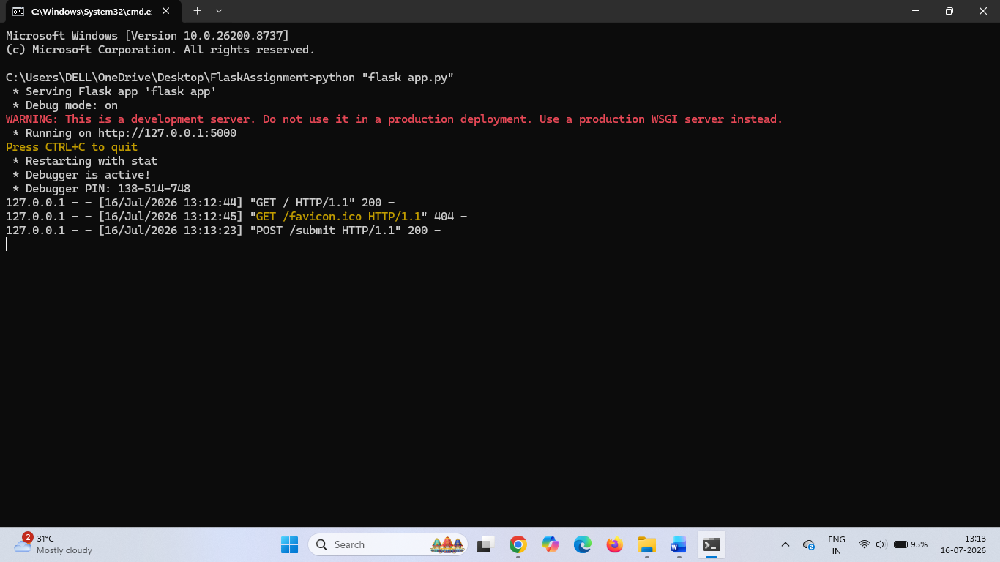 C:\Windows\System32\cmd.e
Microsoft Windows [Version 10.0.26200.8737]
(c) Microsoft Corporation. All rights reserved.
C:\Users\DELL\OneDrive\Desktop\FlaskAssignment>python "flask app.py"
* Serving Flask app 'flask app'
* Debug mode: on
WARNING: This is a development server. Do not use it in a production deployment. Use a production WSGI server instead.
* Running on http://127.0.0.1:5000
Press CTRL+C to quit
* Restarting with stat
* Debugger is active!
* Debugger PIN: 138-514-748
127.0.0.1 - - [16/Jul/2026 13:12:44] "GET / HTTP/1.1" 200 -
127.0.0.1 - - [16/Jul/2026 13:12:45] "GET /favicon.ico HTTP/1.1" 404 -
127.0.0.1 - - [16/Jul/2026 13:13:23] "POST /submit HTTP/1.1" 200 -
2
31°C
Mostly cloudy
Search
ENG
IN
95%
13:13
16-07-2026